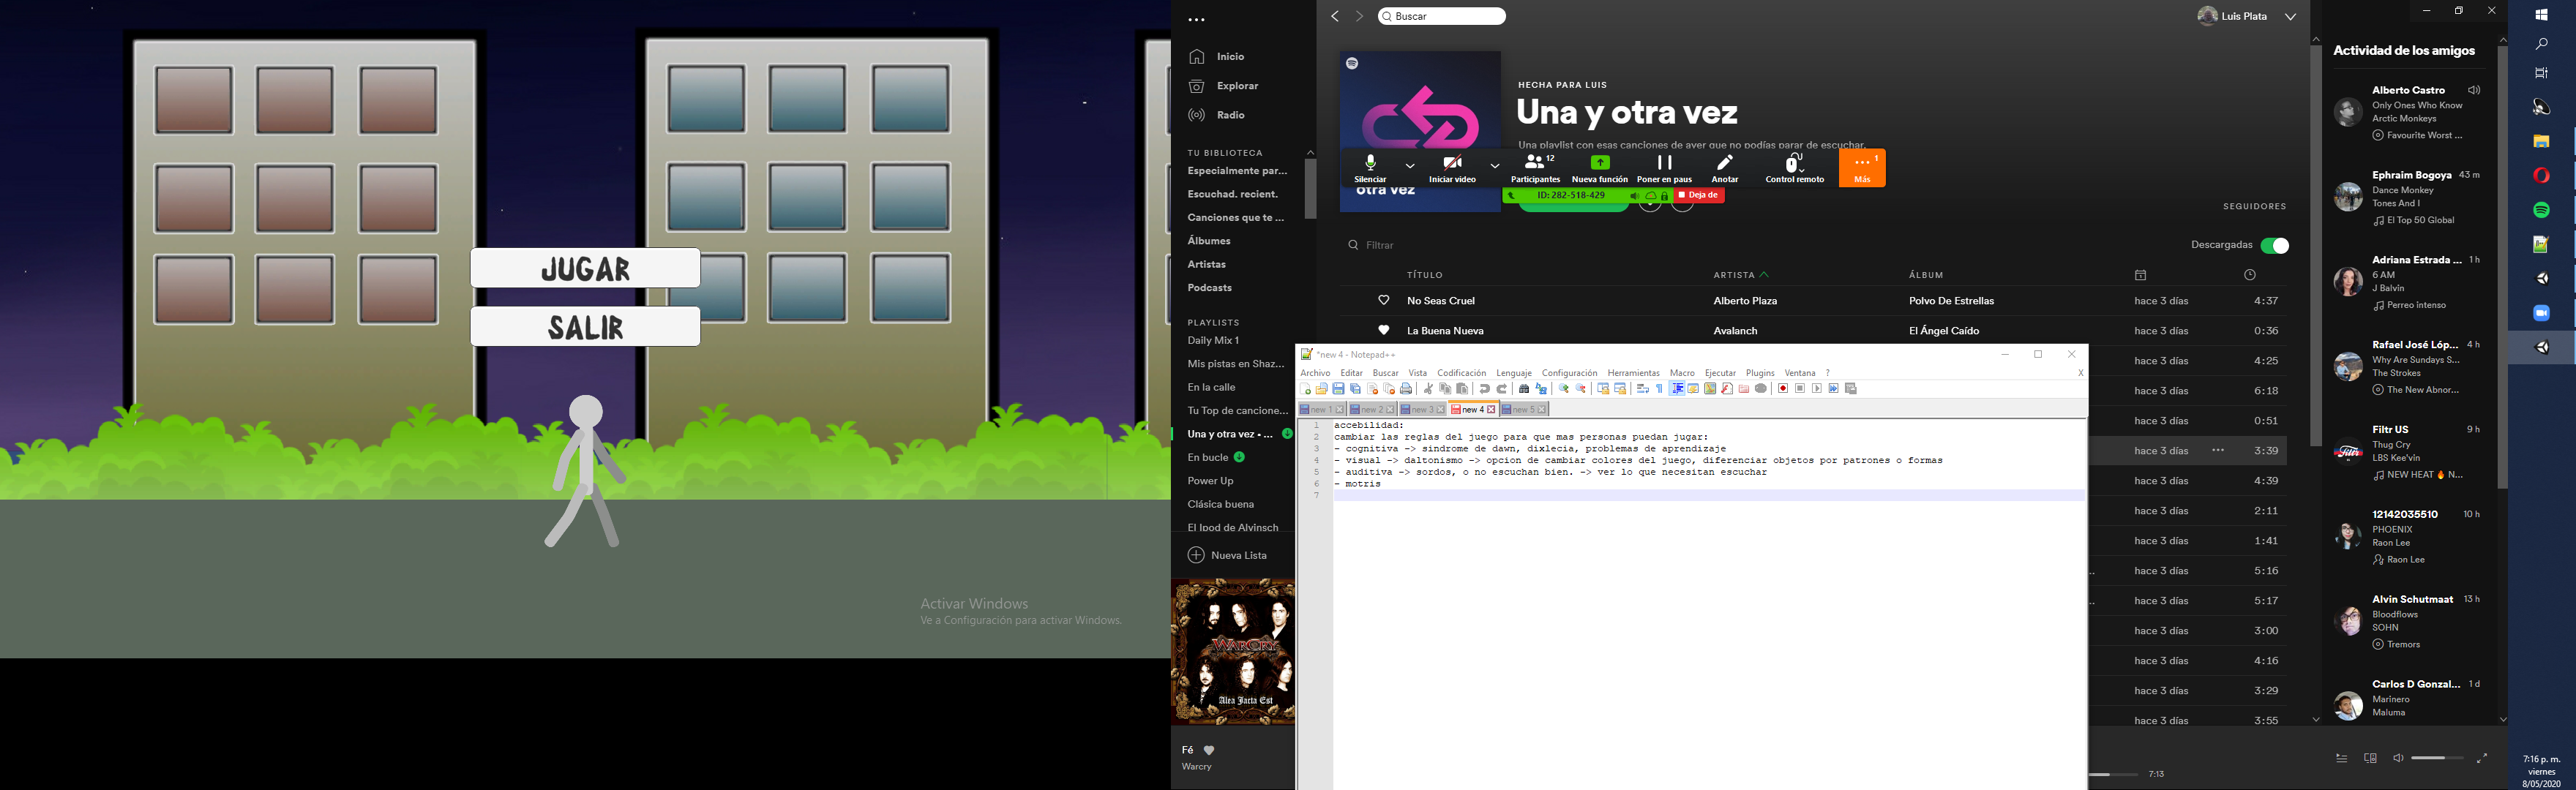 JUGAR
SALIR
Activar Windows
Ve a Configuración para activar Windows.
Inicio
Explorar
Radio
TU BIBLIOTECA
Especialmente par...
Escuchad. recient.
Canciones que te ...
Álbumes
Artistas
Podcasts
PLAYLISTS
Daily Mix 1
Mis pistas en Shaz...
En la calle
Tu Top de cancione...
Una y otra vez • ...
En bucle
Power Up
Clásica buena
El Ipod de Alvinsch
Nueva Lista
WARCRY
Alea Jacta Est
Fé
Warcry
Buscar
Luis Plata
HECHA PARA LUIS
Una y otra vez
Una playlist con esas canciones de ayer que no podías parar de escuchar.
otra vez
Silenciar
Iniciar video
Participantes
12
Nueva función
Poner en paus
Anotar
Control remoto
Más
1
ID: 282-518-429
Deja de
SEGUIDORES
Filtrar
Descargadas
TÍTULO ARTISTA ÁLBUM
No Seas Cruel Alberto Plaza Polvo De Estrellas hace 3 días 4:37
La Buena Nueva Avalanch El Ángel Caído hace 3 días 0:36
hace 3 días 4:25
hace 3 días 6:18
hace 3 días 0:51
hace 3 días ••• 3:39
hace 3 días 4:39
hace 3 días 2:11
hace 3 días 1:41
hace 3 días 5:16
hace 3 días 5:17
hace 3 días 3:00
hace 3 días 4:16
hace 3 días 3:29
hace 3 días 3:55
7:13
*new 4 - Notepad++
Archivo Editar Buscar Vista Codificación Lenguaje Configuración Herramientas Macro Ejecutar Plugins Ventana ? X
new 1 new 2 new 3 new 4 new 5
1 accebilidad:
2 cambiar las reglas del juego para que mas personas puedan jugar:
3 - cognitiva -> sindrome de dawn, dixlecia, problemas de aprendizaje
4 - visual -> daltonismo -> opcion de cambiar colores del juego, diferenciar objetos por patrones o formas
5 - auditiva -> sordos, o no escuchan bien. -> ver lo que necesitan escuchar
6 - motris
7
Actividad de los amigos
Alberto Castro
Only Ones Who Know
Arctic Monkeys
Favourite Worst ...
Ephraim Bogoya 43 m
Dance Monkey
Tones And I
El Top 50 Global
Adriana Estrada ... 1 h
6 AM
J Balvin
Perreo intenso
Rafael José Lóp... 4 h
Why Are Sundays S...
The Strokes
The New Abnor...
Filtr US 9 h
Thug Cry
LBS Kee'vin
NEW HEAT 🔥 N...
12142035510 10 h
PHOENIX
Raon Lee
Raon Lee
Alvin Schutmaat 13 h
Bloodflows
SOHN
Tremors
Carlos D Gonzal... 1 d
Marinero
Maluma
7:16 p. m.
viernes
8/05/2020